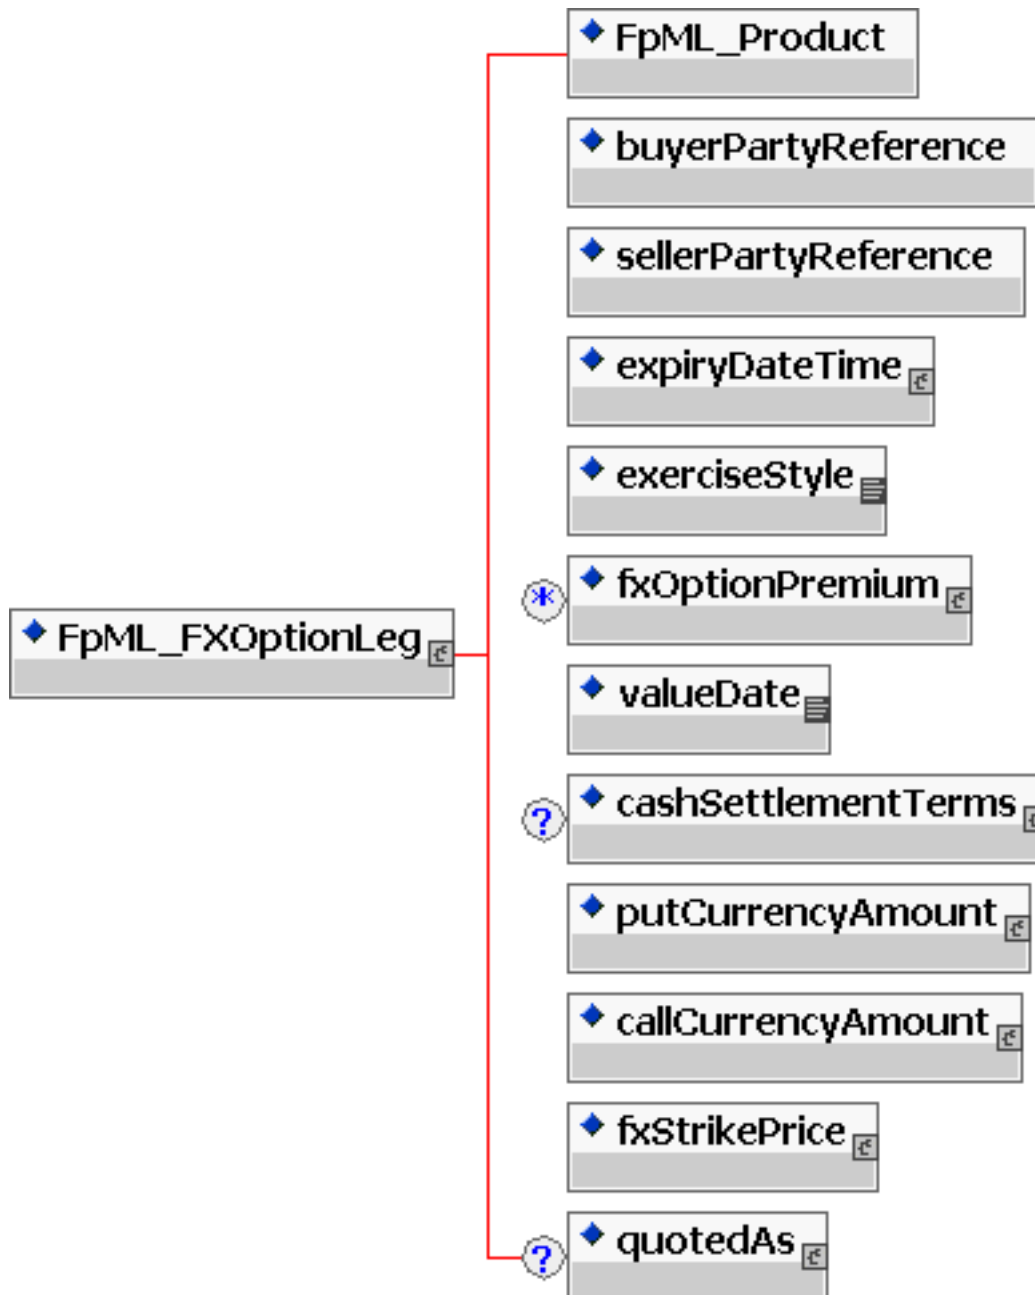 FpML_Product
buyerPartyReference
sellerPartyReference
expiryDateTime
exerciseStyle
* fxOptionPremium
FpML_FXOptionLeg
valueDate
? cashSettlementTerms
putCurrencyAmount
callCurrencyAmount
fxStrikePrice
? quotedAs